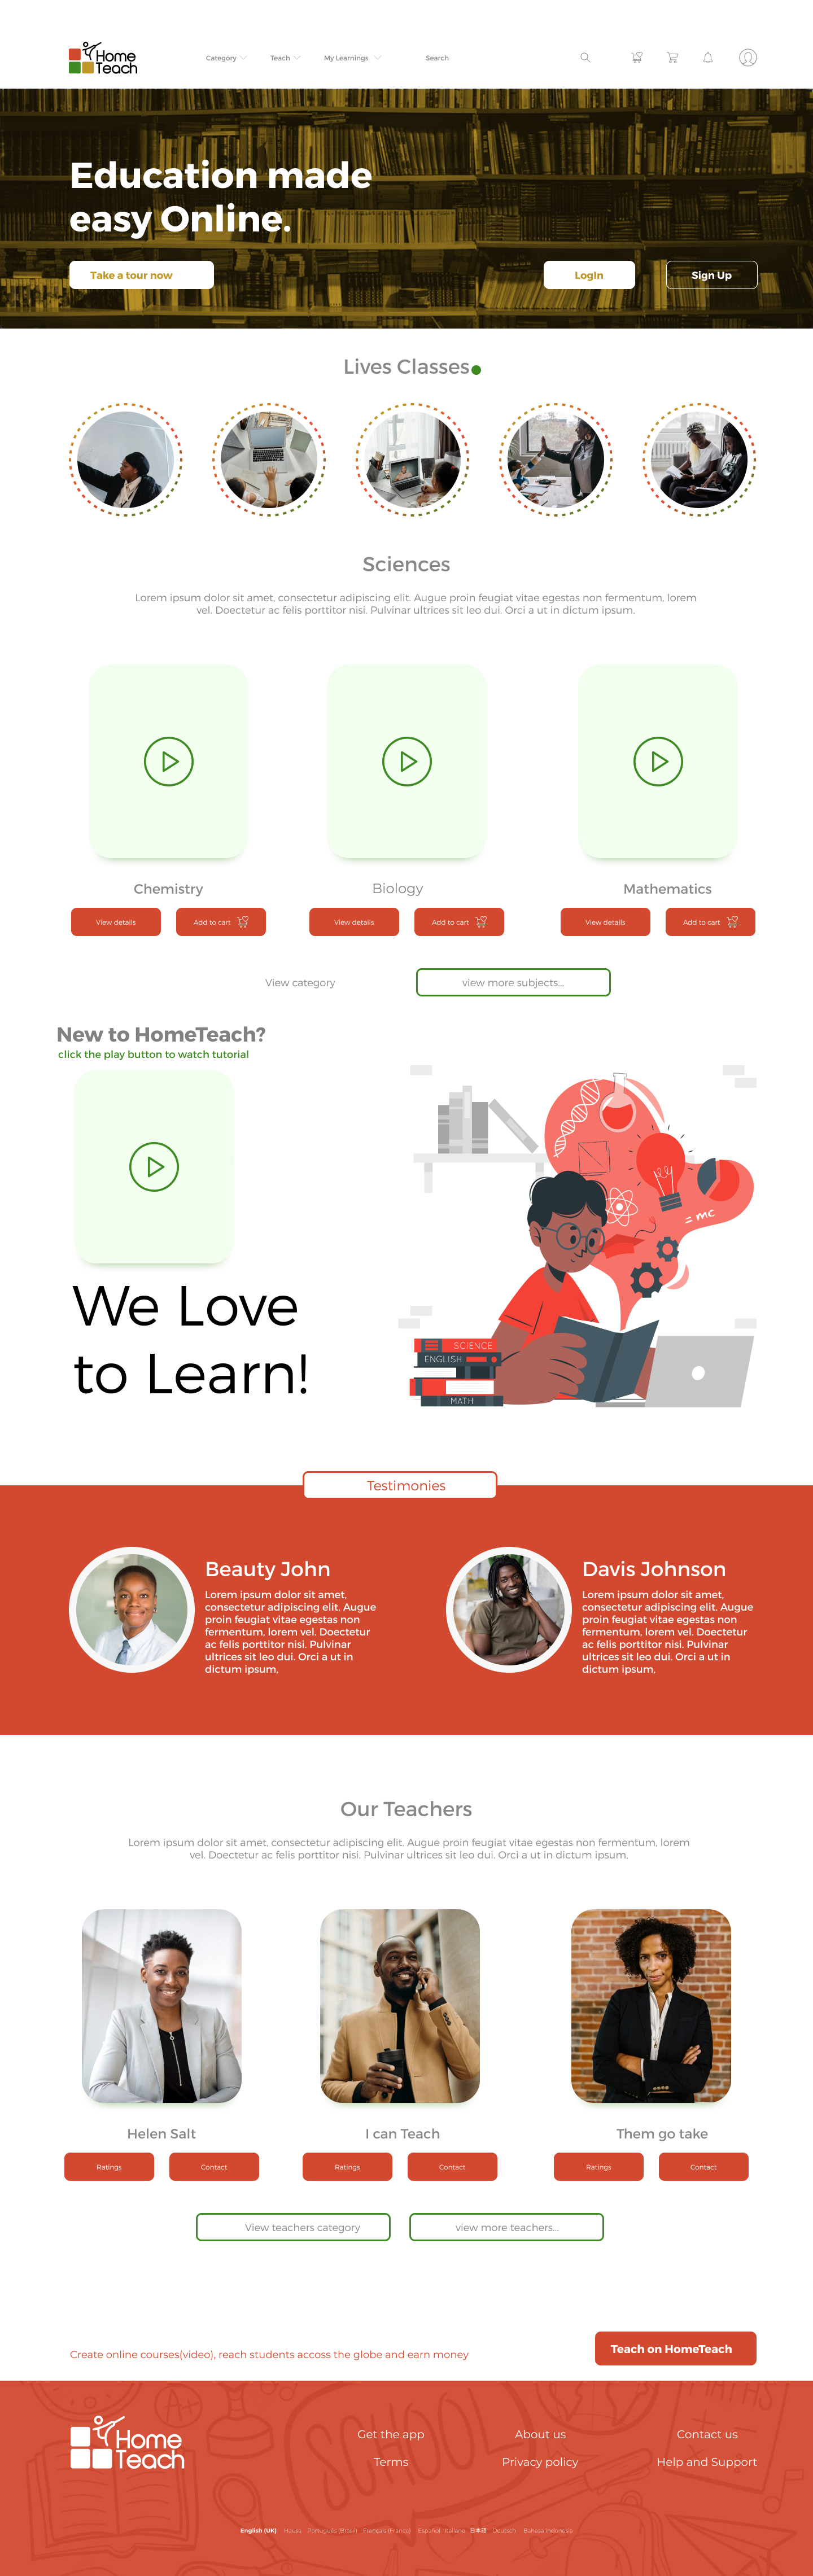 Home
Teach
Category
Teach
My Learnings
Search
Education made
easy Online.
Take a tour now
LogIn
Sign Up
Lives Classes
Sciences
Lorem ipsum dolor sit amet, consectetur adipiscing elit. Augue proin feugiat vitae egestas non fermentum, lorem
vel. Doectetur ac felis porttitor nisi. Pulvinar ultrices sit leo dui. Orci a ut in dictum ipsum,
Chemistry
Biology
Mathematics
View details
Add to cart
View details
Add to cart
View details
Add to cart
View category
view more subjects...
New to HomeTeach?
click the play button to watch tutorial
= mc
SCIENCE
ENGLISH
MATH
We Love
to Learn!
Testimonies
Beauty John
Lorem ipsum dolor sit amet,
consectetur adipiscing elit. Augue
proin feugiat vitae egestas non
fermentum, lorem vel. Doectetur
ac felis porttitor nisi. Pulvinar
ultrices sit leo dui. Orci a ut in
dictum ipsum,
Davis Johnson
Lorem ipsum dolor sit amet,
consectetur adipiscing elit. Augue
proin feugiat vitae egestas non
fermentum, lorem vel. Doectetur
ac felis porttitor nisi. Pulvinar
ultrices sit leo dui. Orci a ut in
dictum ipsum,
Our Teachers
Lorem ipsum dolor sit amet, consectetur adipiscing elit. Augue proin feugiat vitae egestas non fermentum, lorem
vel. Doectetur ac felis porttitor nisi. Pulvinar ultrices sit leo dui. Orci a ut in dictum ipsum,
Helen Salt
I can Teach
Them go take
Ratings
Contact
Ratings
Contact
Ratings
Contact
View teachers category
view more teachers...
Create online courses(video), reach students accoss the globe and earn money
Teach on HomeTeach
Home
Teach
Get the app
About us
Contact us
Terms
Privacy policy
Help and Support
English (UK) Hausa Português (Brasil) Français (France) Español Italiano 日本語 Deutsch Bahasa Indonesia